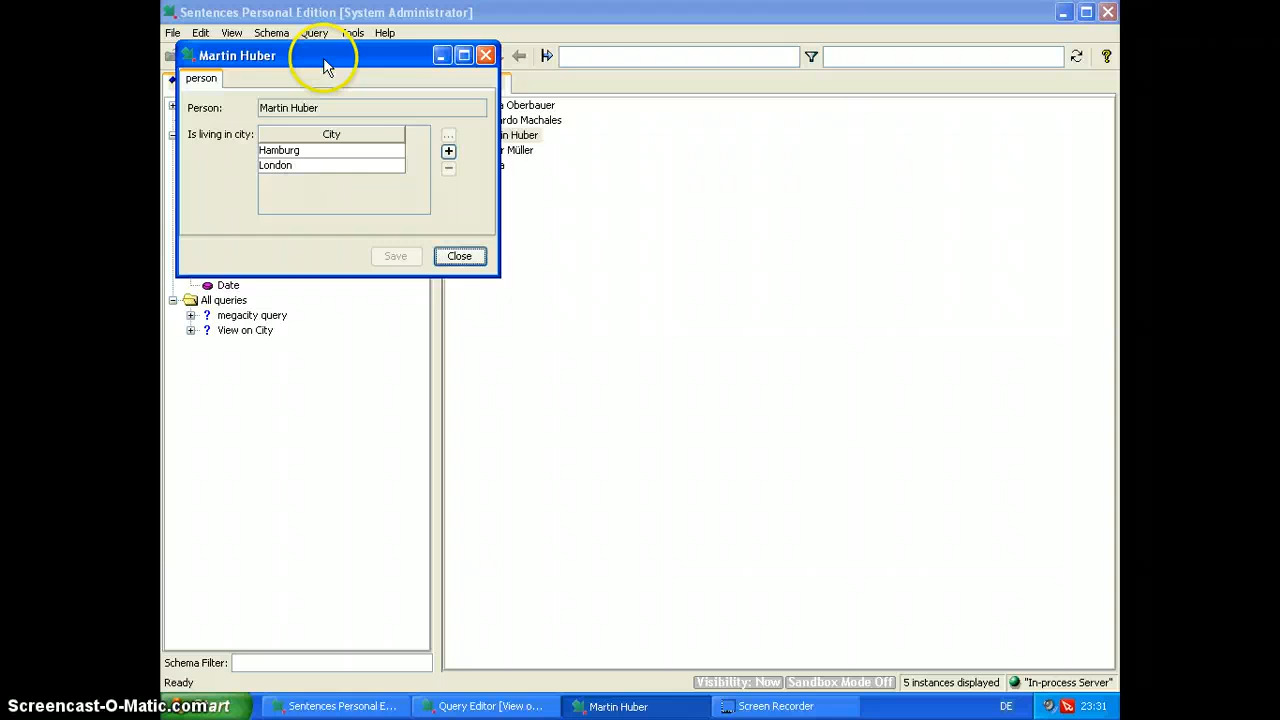 Sentences Personal Edition [System Administrator]
File Edit View Schema Query Tools Help
Martin Huber
person
Person: Martin Huber
Is living in city: City
Hamburg
London
Save Close
Oberbauer
Machales
Huber
Müller
Date
All queries
? megacity query
? View on City
Schema Filter:
Ready
Visibility: Now Sandbox Mode Off 5 instances displayed "In-process Server"
Sentences Personal E... Query Editor [View o... Martin Huber Screen Recorder DE 23:31
Screencast-O-Matic.com